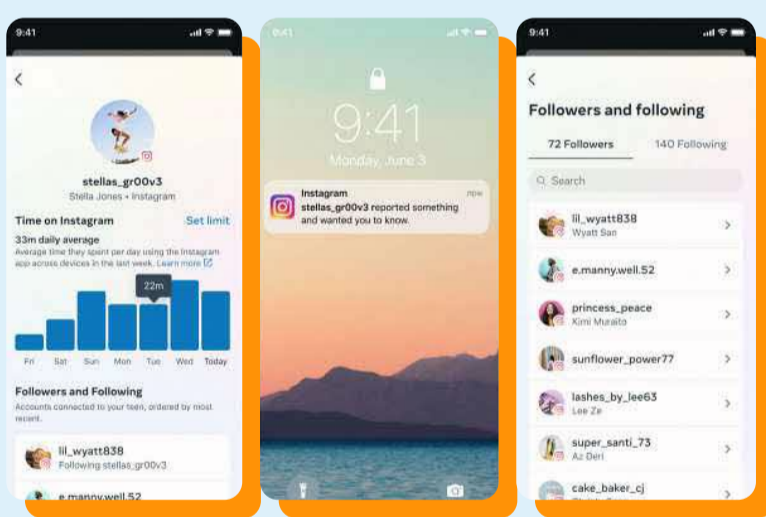 9:41
stellas_gr00v3
Stella Jones • Instagram
Time on Instagram Set limit
33m daily average
Average time they spent per day using the Instagram
app across devices in the last week. Learn more
22m
Fri Sat Sun Mon Tue Wed Today
Followers and Following
Accounts connected to your teen, ordered by most
recent.
lil_wyatt838
Following stellas_gr00v3
e.manny.well.52
9:41
9:41
Monday, June 3
Instagram now
stellas_gr00v3 reported something
and wanted you to know.
9:41
Followers and following
72 Followers 140 Following
Search
lil_wyatt838
Wyatt San
e.manny.well.52
princess_peace
Kimi Muraito
sunflower_power77
lashes_by_lee63
Lee Ze
super_santi_73
Az Deri
cake_baker_cj